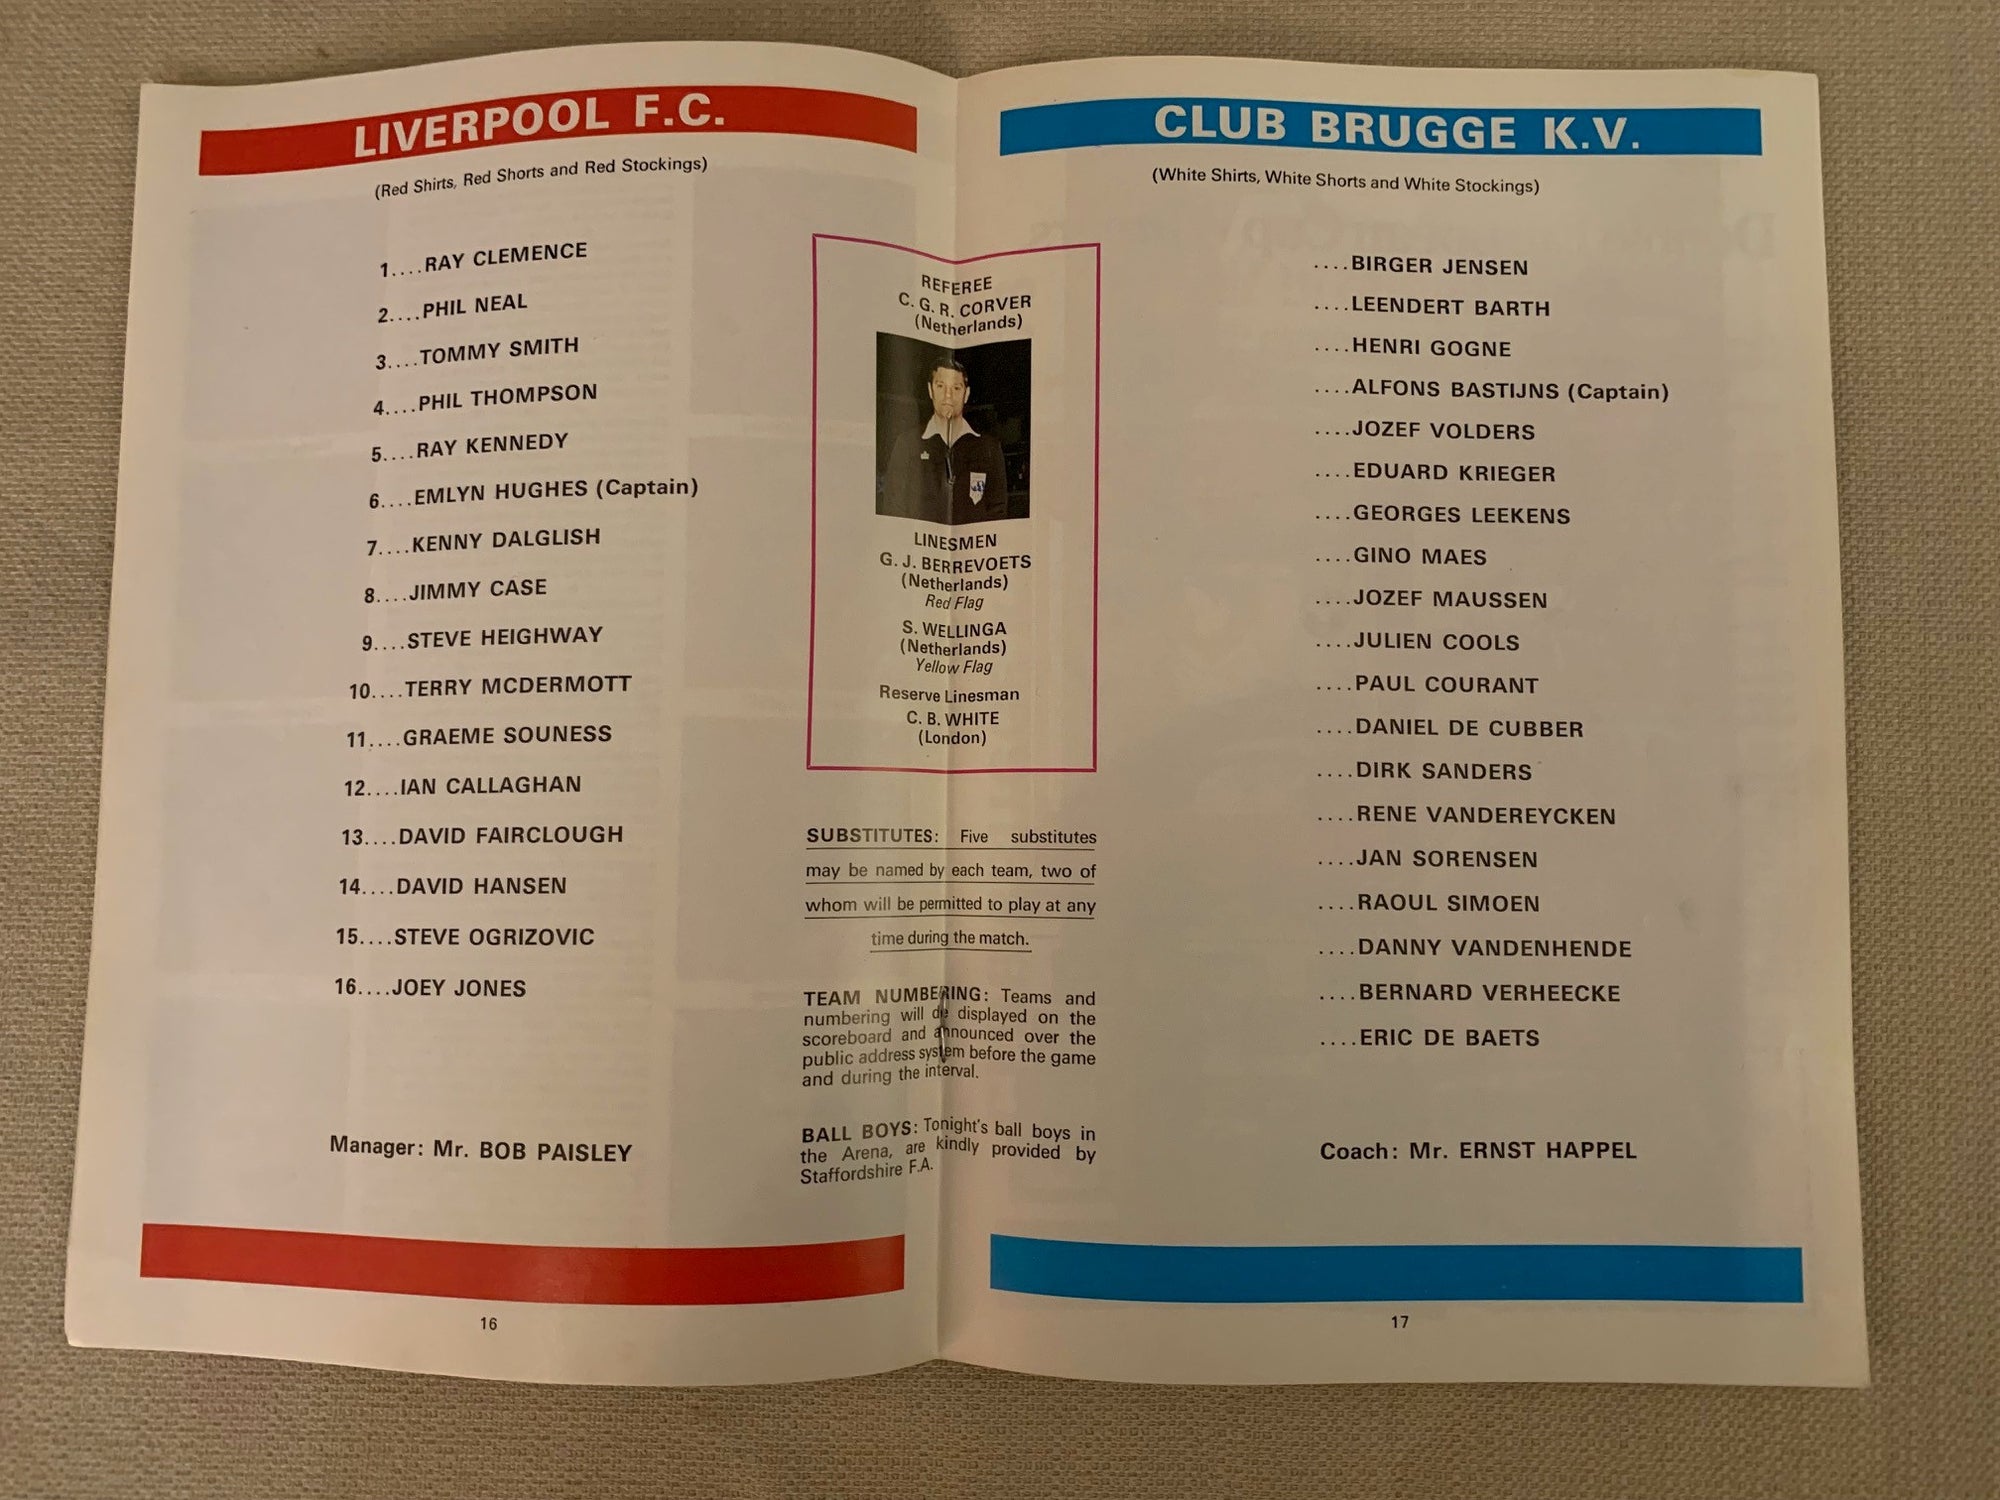 LIVERPOOL F.C.
(Red Shirts, Red Shorts and Red Stockings)
1....RAY CLEMENCE
2....PHIL NEAL
3....TOMMY SMITH
4....PHIL THOMPSON
5....RAY KENNEDY
6....EMLYN HUGHES (Captain)
7....KENNY DALGLISH
8....JIMMY CASE
9....STEVE HEIGHWAY
10....TERRY MCDERMOTT
11....GRAEME SOUNESS
12....IAN CALLAGHAN
13....DAVID FAIRCLOUGH
14....DAVID HANSEN
15....STEVE OGRIZOVIC
16....JOEY JONES
Manager: Mr. BOB PAISLEY
16
REFEREE
C. G. R. CORVER
(Netherlands)
LINESMEN
G. J. BERREVOETS
(Netherlands)
Red Flag
S. WELLINGA
(Netherlands)
Yellow Flag
Reserve Linesman
C. B. WHITE
(London)
SUBSTITUTES: Five substitutes
may be named by each team, two of
whom will be permitted to play at any
time during the match.
TEAM NUMBERING: Teams and
numbering will de displayed on the
scoreboard and announced over the
public address system before the game
and during the interval.
BALL BOYS: Tonight's ball boys in
the Arena, are kindly provided by
Staffordshire F.A.
CLUB BRUGGE K.V.
(White Shirts, White Shorts and White Stockings)
....BIRGER JENSEN
....LEENDERT BARTH
....HENRI GOGNE
....ALFONS BASTIJNS (Captain)
....JOZEF VOLDERS
....EDUARD KRIEGER
....GEORGES LEEKENS
....GINO MAES
....JOZEF MAUSSEN
....JULIEN COOLS
....PAUL COURANT
....DANIEL DE CUBBER
....DIRK SANDERS
....RENE VANDEREYCKEN
....JAN SORENSEN
....RAOUL SIMOEN
....DANNY VANDENHENDE
....BERNARD VERHEECKE
....ERIC DE BAETS
Coach: Mr. ERNST HAPPEL
17